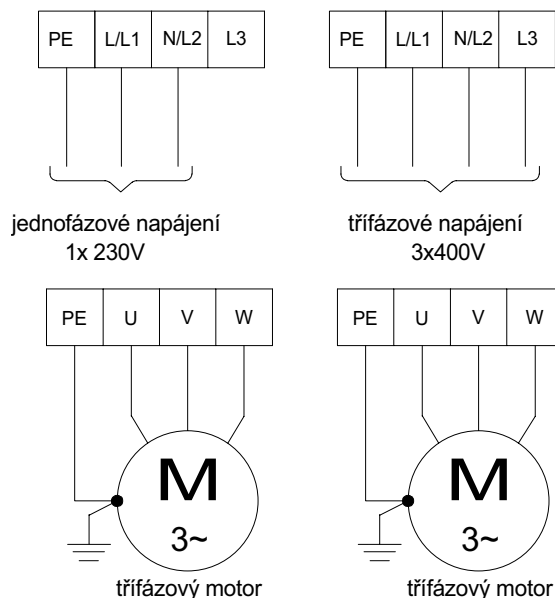 PE L/L1 N/L2 L3
PE L/L1 N/L2 L3
jednofázové napájení
1x 230V
třífázové napájení
3x400V
PE U V W
PE U V W
M
3~
M
3~
třífázový motor
třífázový motor